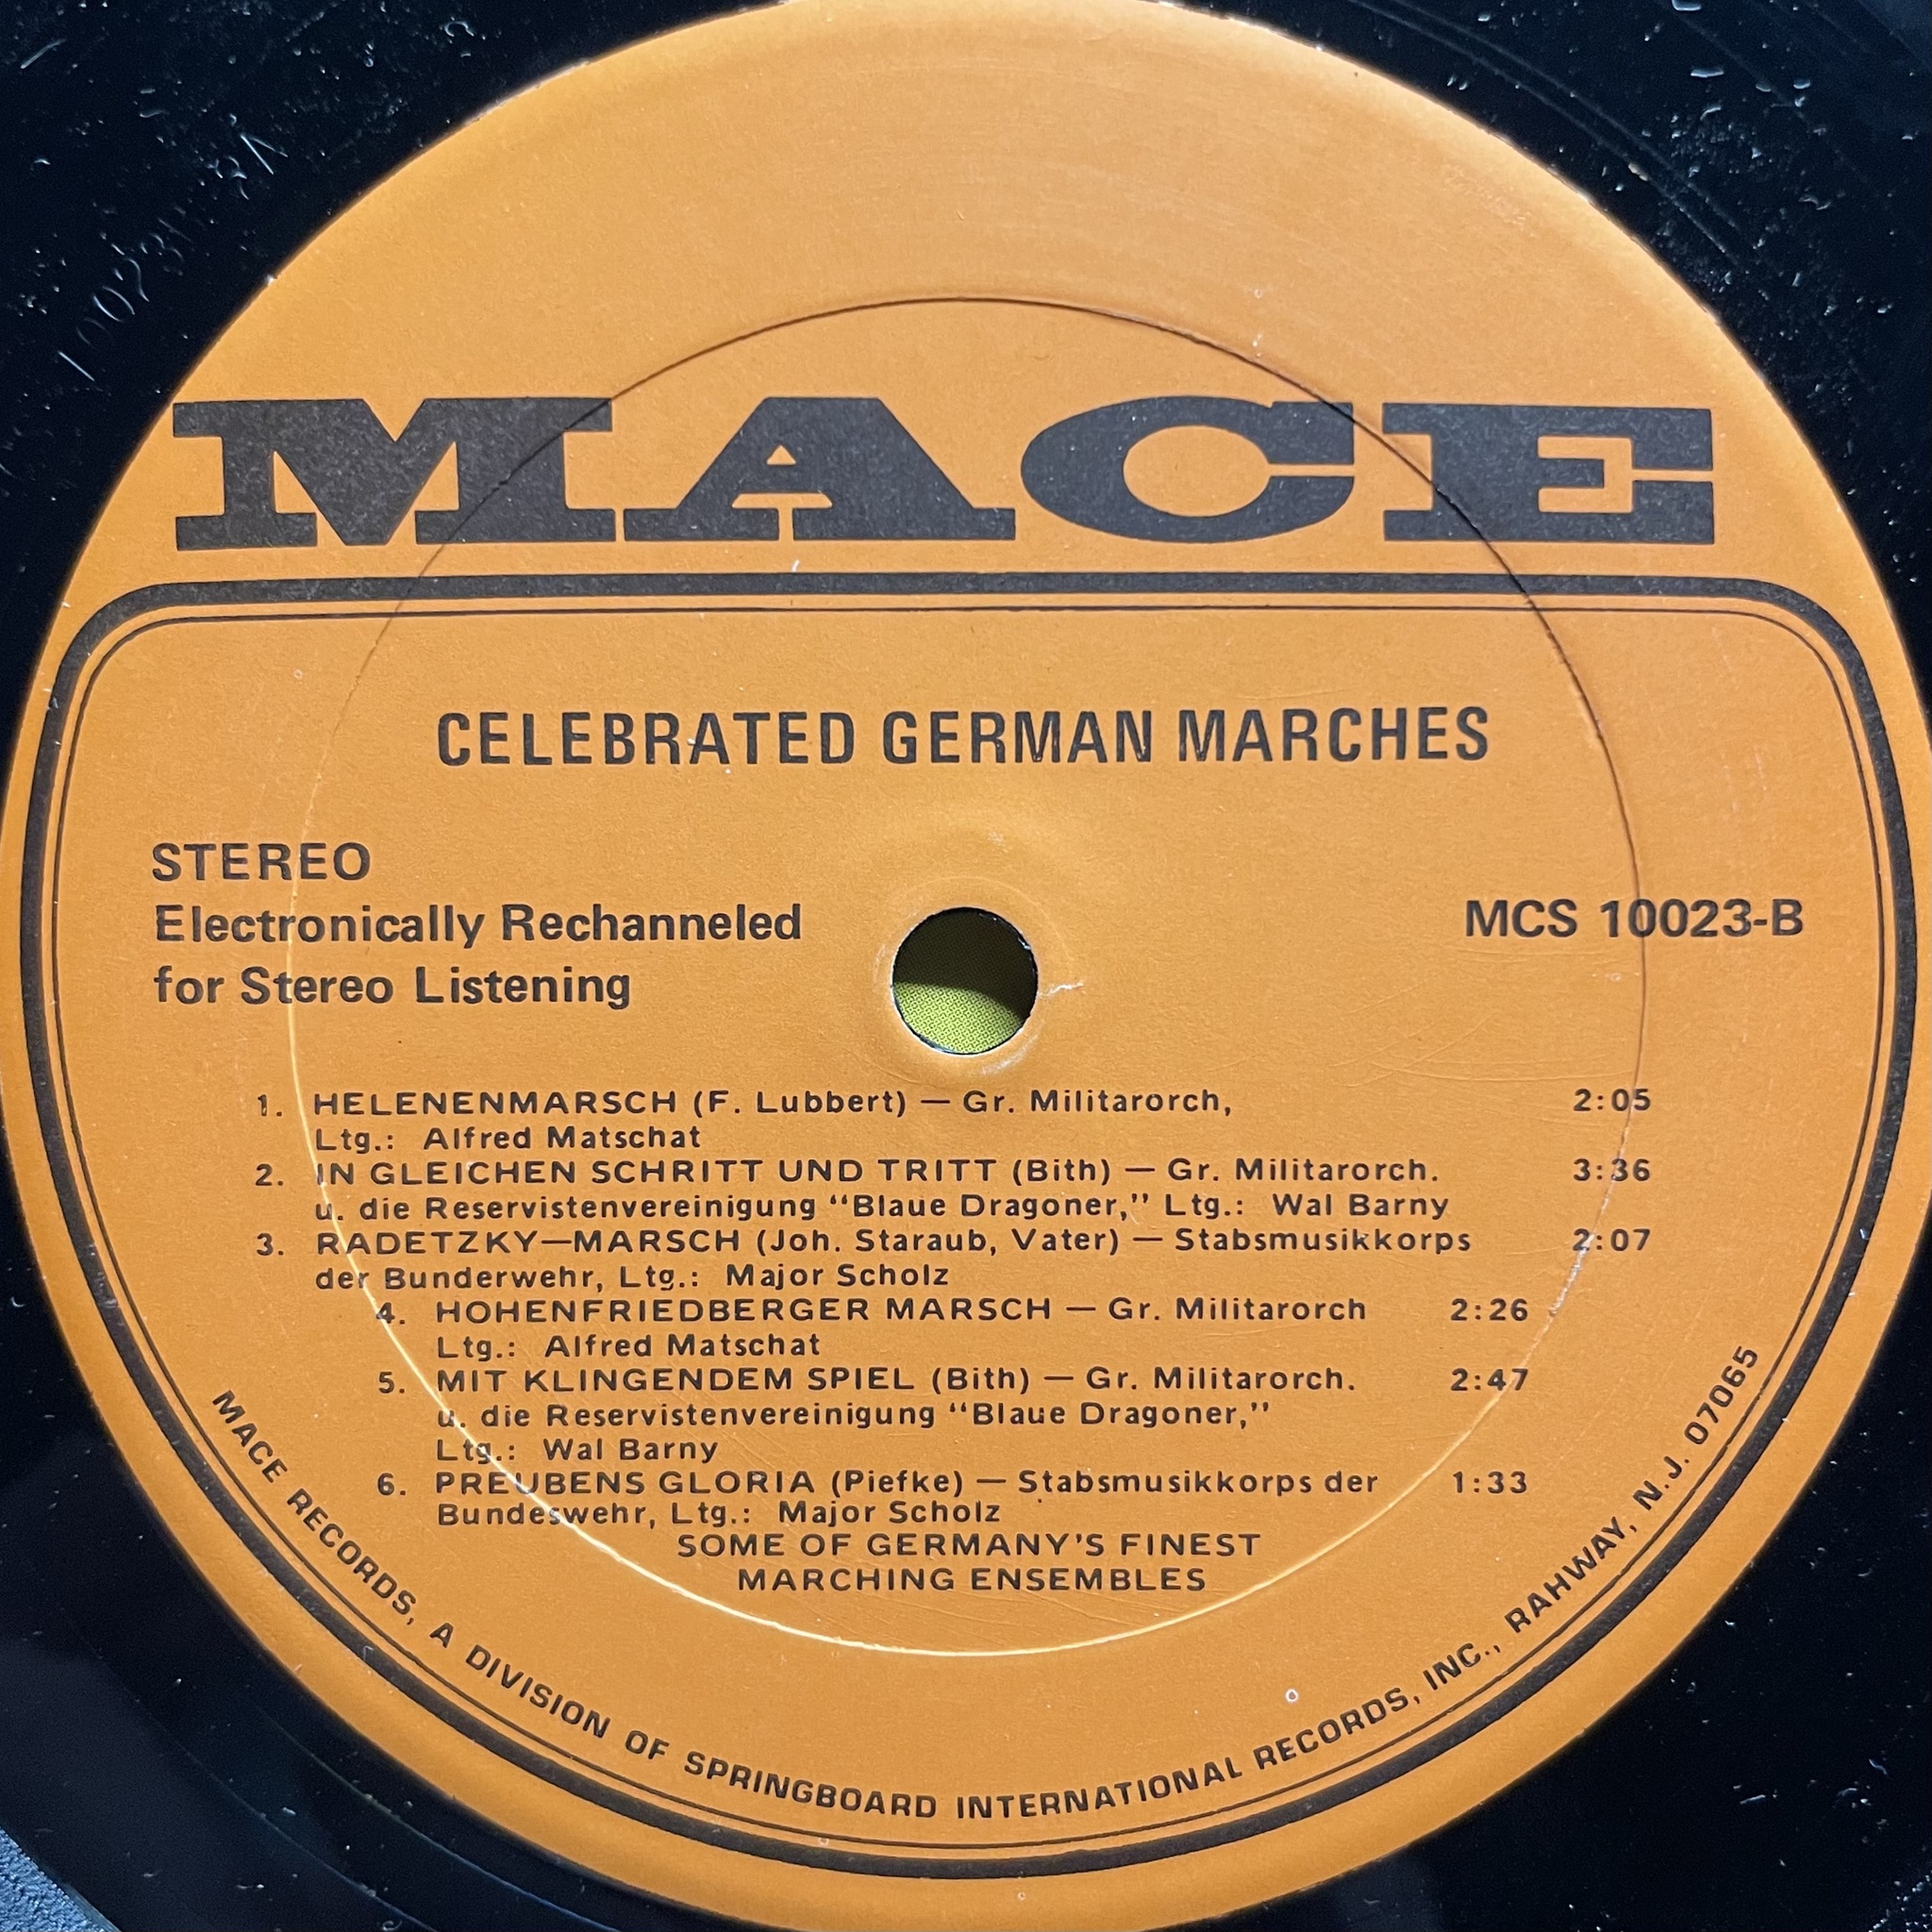 MACE
CELEBRATED GERMAN MARCHES
STEREO
Electronically Rechanneled
for Stereo Listening
MCS 10023-B
1. HELENENMARSCH (F. Lubbert) — Gr. Militarorch, 2:05
Ltg.: Alfred Matschat
2. IN GLEICHEN SCHRITT UND TRITT (Bith) — Gr. Militarorch. 3:36
u. die Reservistenvereinigung “Blaue Dragoner,” Ltg.: Wal Barny
3. RADETZKY—MARSCH (Joh. Staraub, Vater) — Stabsmusikkorps 2:07
der Bunderwehr, Ltg.: Major Scholz
4. HOHENFRIEDBERGER MARSCH — Gr. Militarorch 2:26
Ltg.: Alfred Matschat
5. MIT KLINGENDEM SPIEL (Bith) — Gr. Militarorch. 2:47
u. die Reservistenvereinigung “Blaue Dragoner,”
Ltg.: Wal Barny
6. PREUBENS GLORIA (Piefke) — Stabsmusikkorps der 1:33
Bundeswehr, Ltg.: Major Scholz
SOME OF GERMANY'S FINEST
MARCHING ENSEMBLES
MACE RECORDS, A DIVISION OF SPRINGBOARD INTERNATIONAL RECORDS, INC., RAHWAY, N.J. 07065